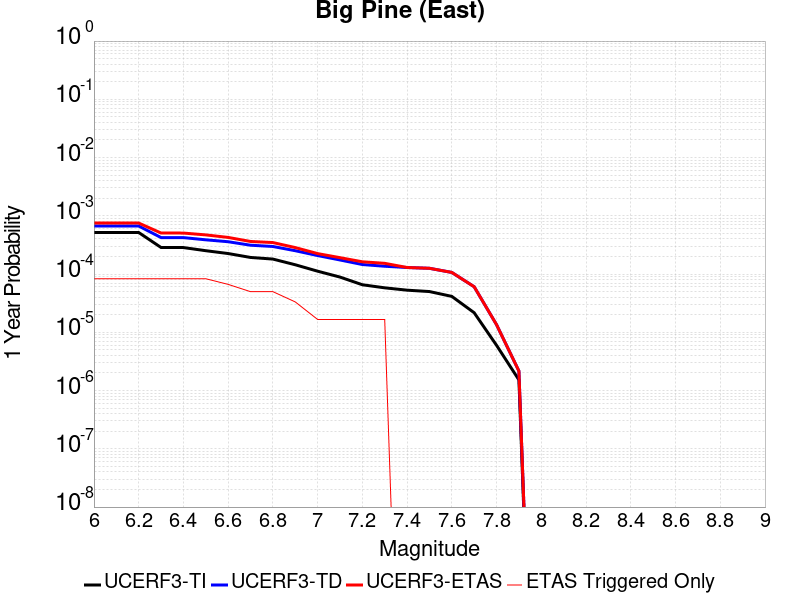 Big Pine (East)
10^0
10^-1
10^-2
10^-3
10^-4
10^-5
10^-6
10^-7
10^-8
1 Year Probability
6 6.2 6.4 6.6 6.8 7 7.2 7.4 7.6 7.8 8 8.2 8.4 8.6 8.8 9
Magnitude
UCERF3-TI UCERF3-TD UCERF3-ETAS ETAS Triggered Only